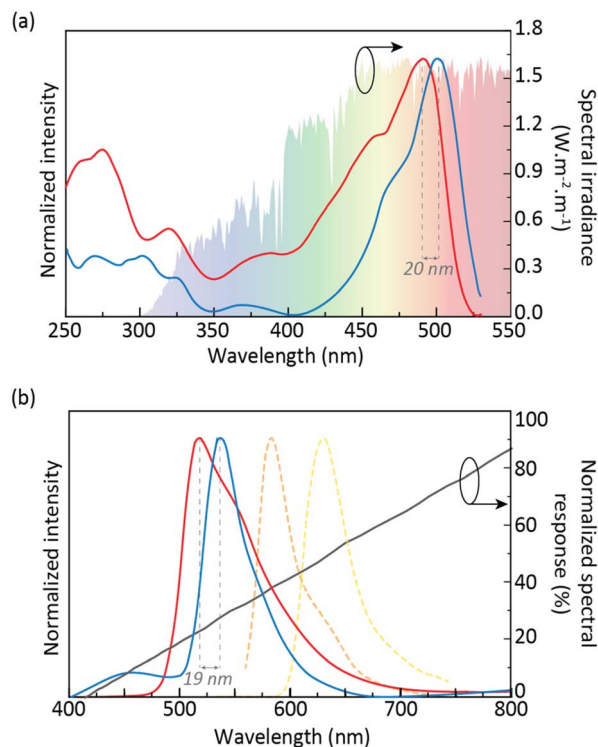 (a)
1.8
1.5
1.2
0.9
0.6
0.3
0.0
Normalized intensity
Spectral irradiance
(W.m-2.m-1)
20 nm
250 300 350 400 450 500 550
Wavelength (nm)
(b)
100
80
60
40
20
0
Normalized intensity
Normalized spectral
response (%)
19 nm
400 500 600 700 800
Wavelength (nm)